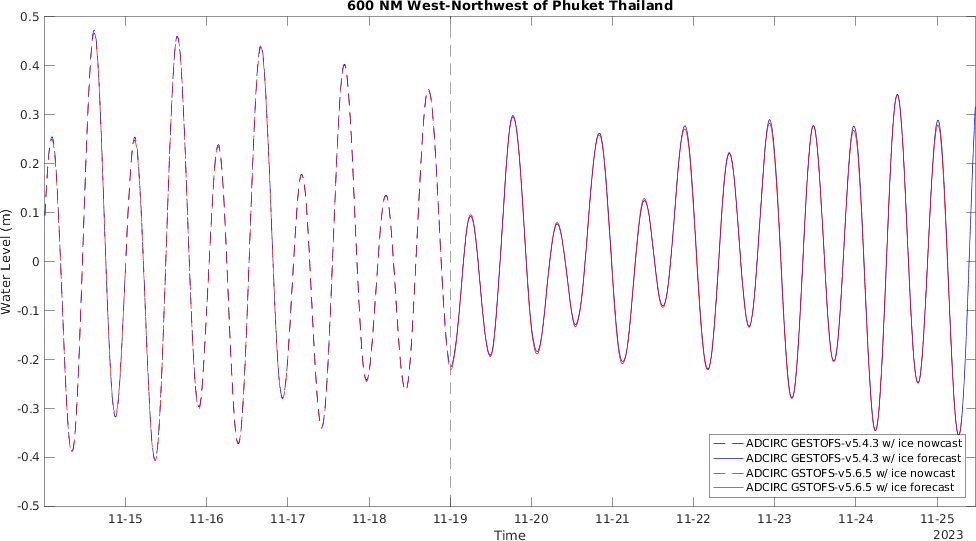 600 NM West-Northwest of Phuket Thailand
0.5
0.4
0.3
0.2
0.1
0
-0.1
-0.2
-0.3
-0.4
-0.5
Water Level (m)
ADCIRC GESTOFS-v5.4.3 w/ ice nowcast
ADCIRC GESTOFS-v5.4.3 w/ ice forecast
ADCIRC GSTOFS-v5.6.5 w/ ice nowcast
ADCIRC GSTOFS-v5.6.5 w/ ice forecast
11-15 11-16 11-17 11-18 11-19 11-20 11-21 11-22 11-23 11-24 11-25
Time
2023